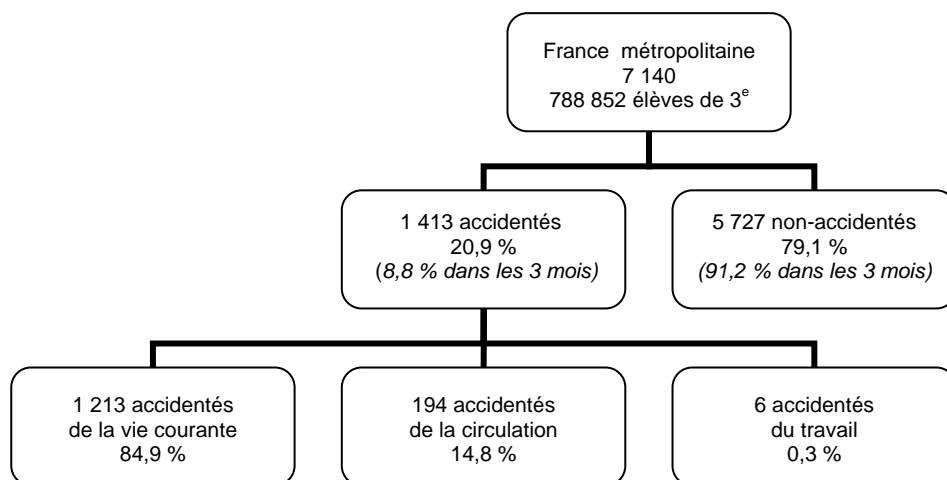 France métropolitaine
7 140
788 852 élèves de 3e
1 413 accidentés
20,9 %
(8,8 % dans les 3 mois)
5 727 non-accidentés
79,1 %
(91,2 % dans les 3 mois)
1 213 accidentés
de la vie courante
84,9 %
194 accidentés
de la circulation
14,8 %
6 accidentés
du travail
0,3 %